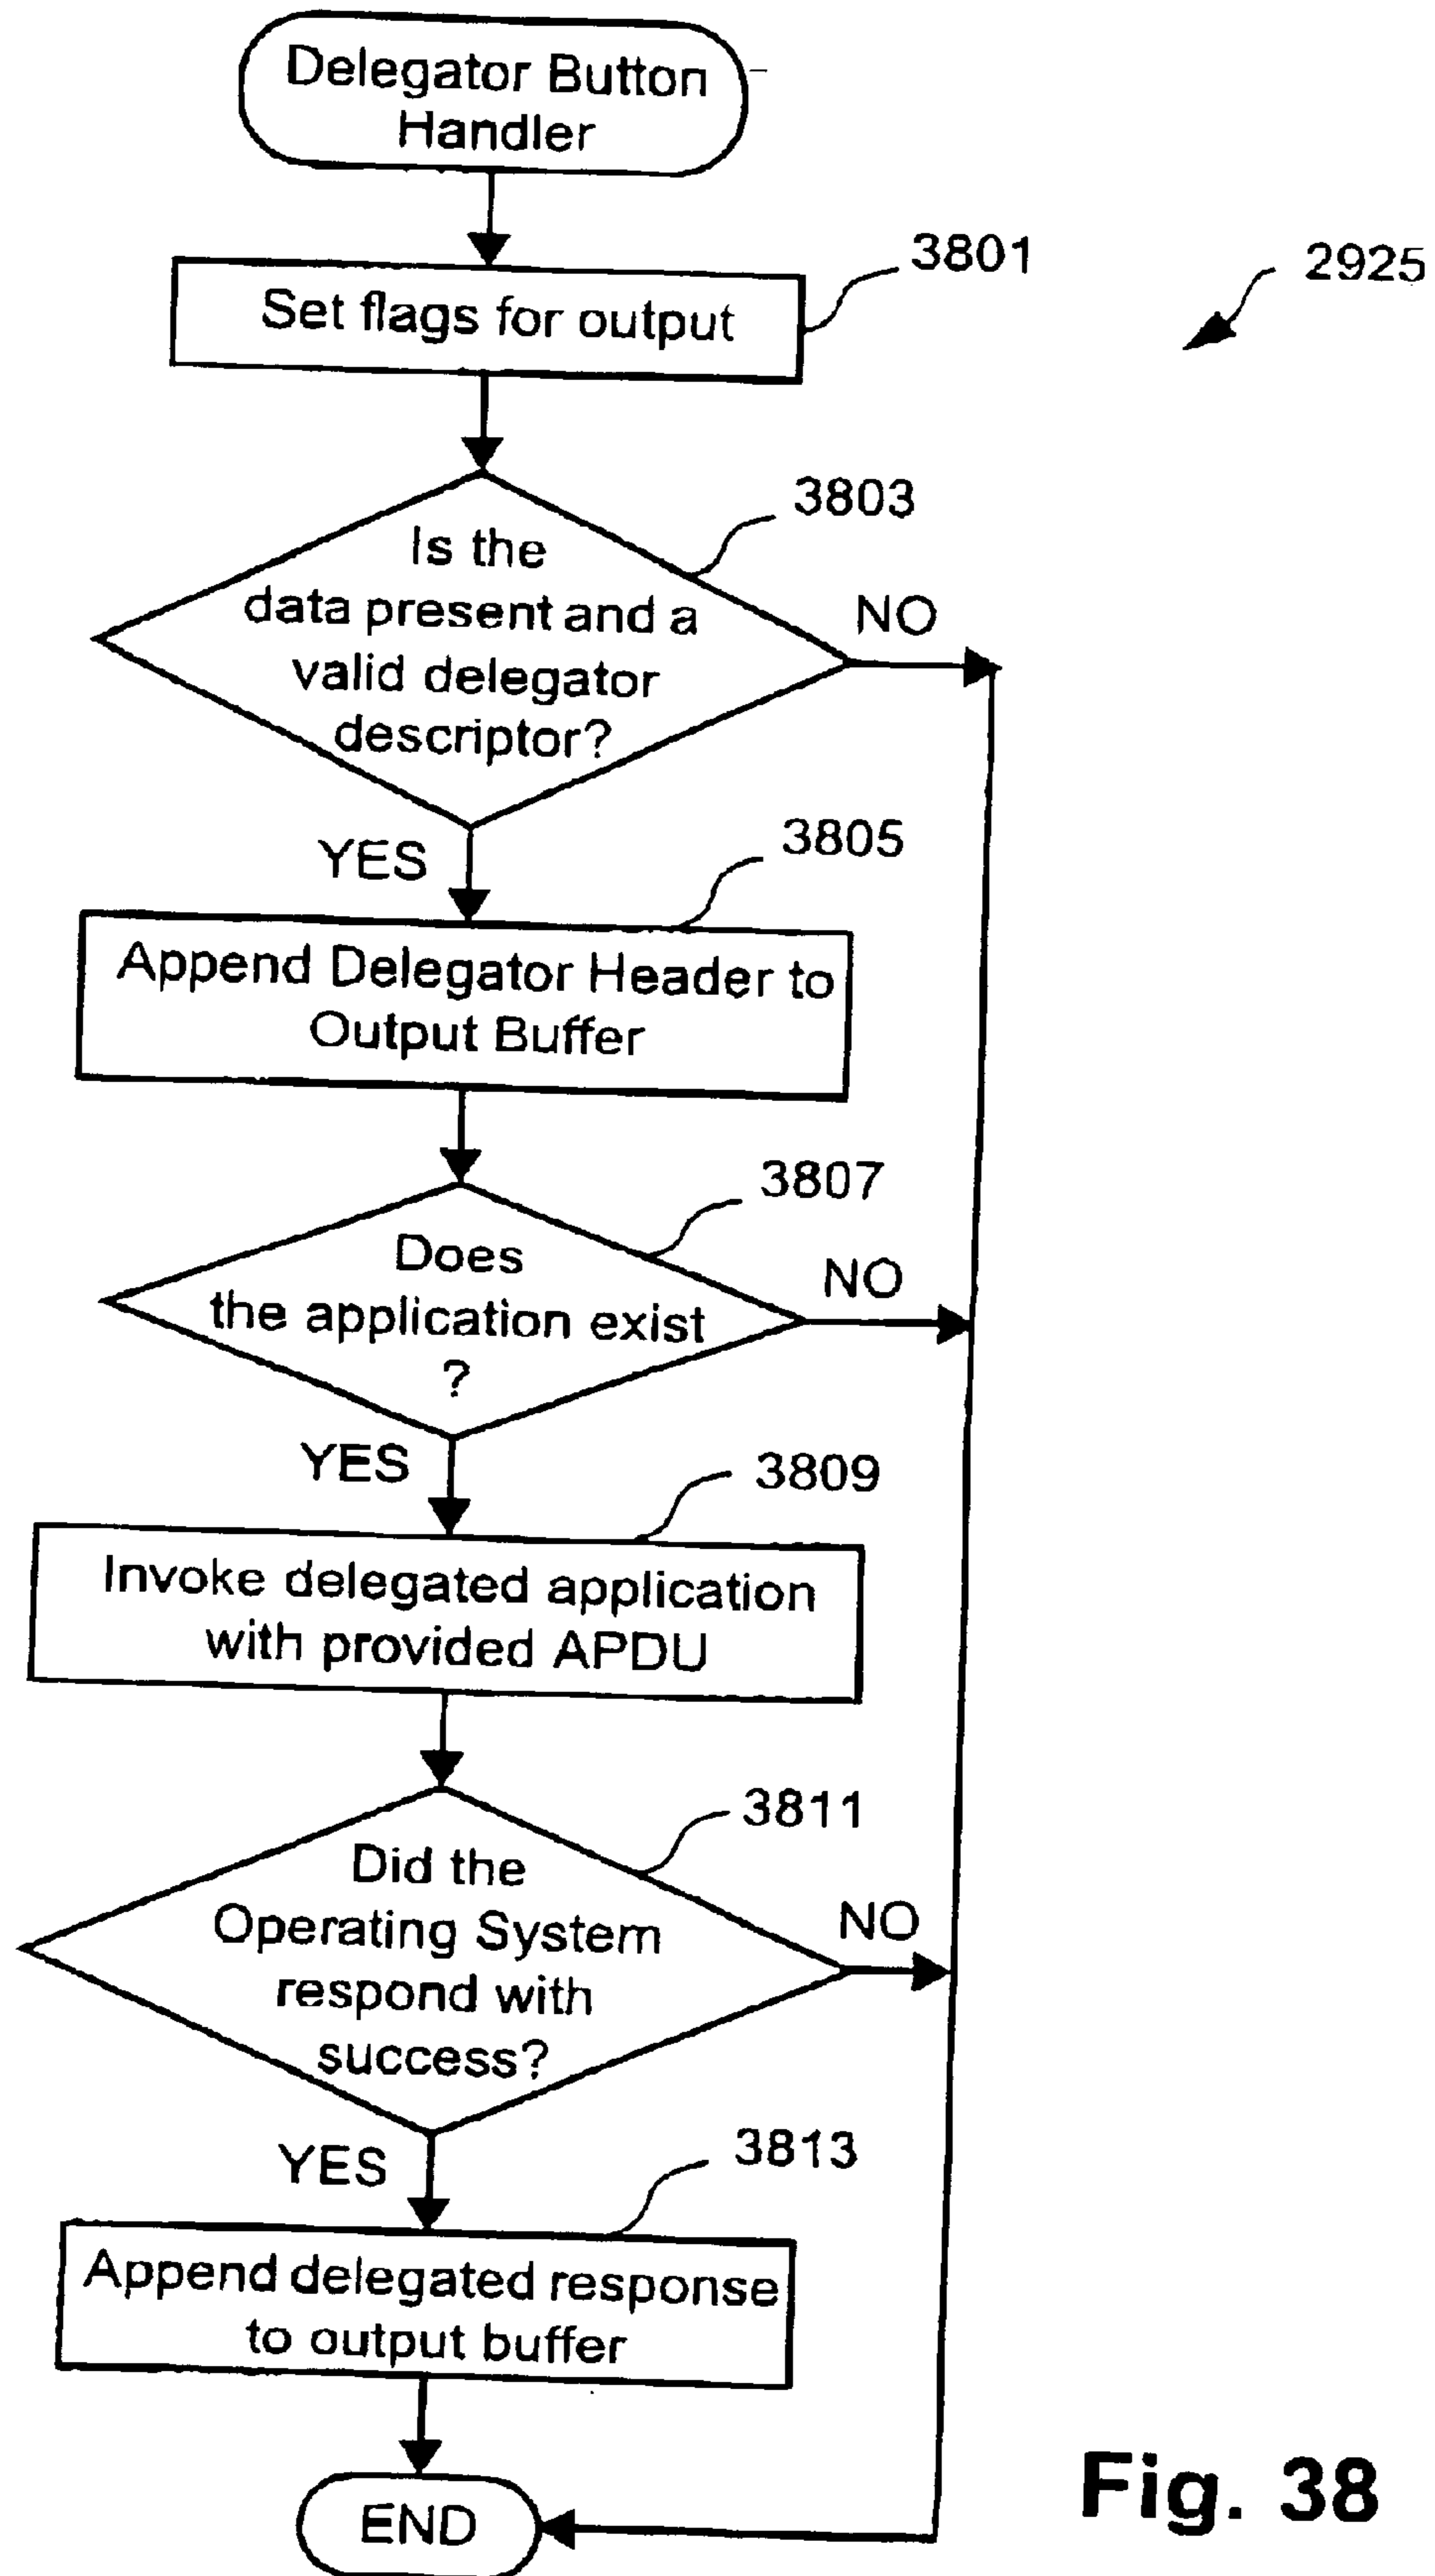 Delegator Button
Handler
3801
2925
Set flags for output
3803
Is the
data present and a
valid delegator
descriptor?
NO
YES
3805
Append Delegator Header to
Output Buffer
3807
Does
the application exist
?
NO
YES
3809
Invoke delegated application
with provided APDU
3811
Did the
Operating System
respond with
success?
NO
YES
3813
Append delegated response
to output buffer
END
Fig. 38